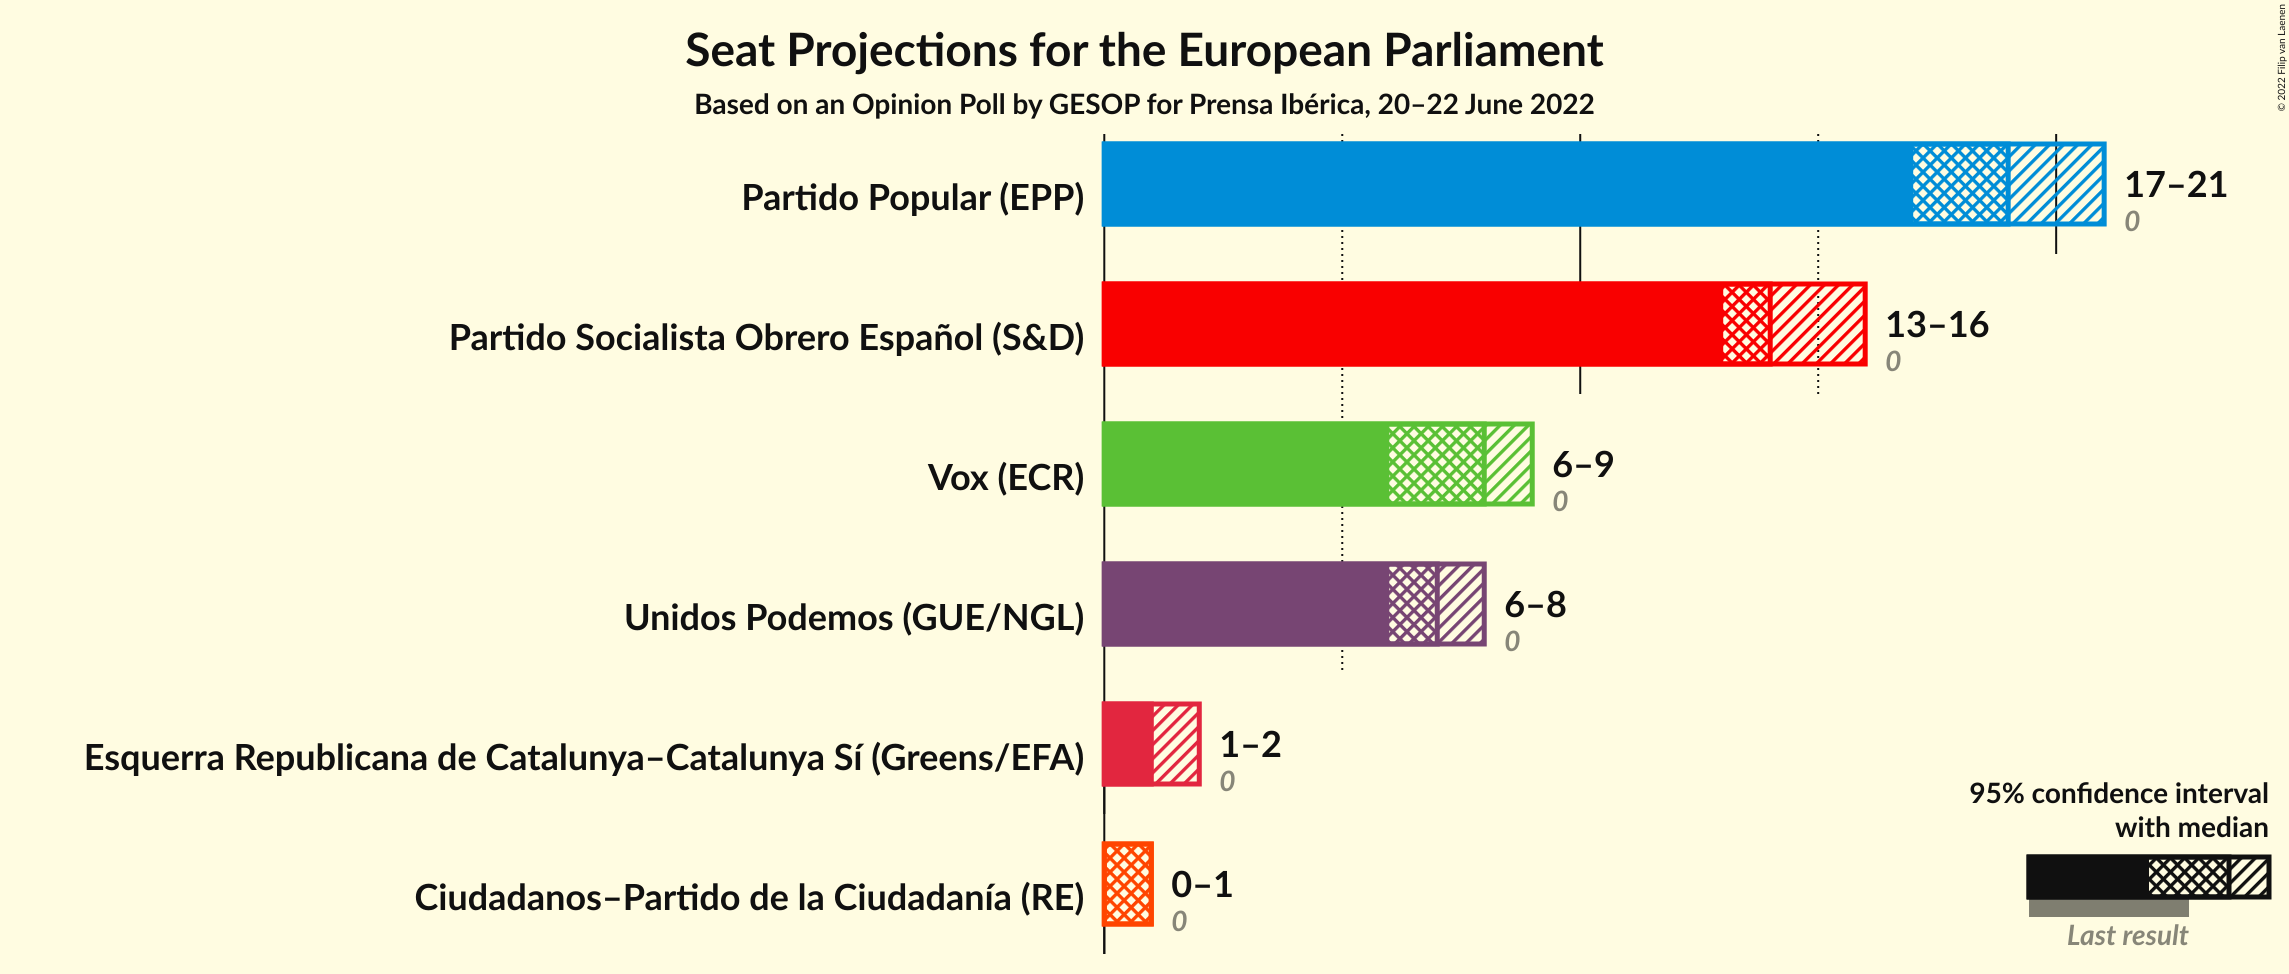 Seat Projections for the European Parliament
Based on an Opinion Poll by GESOP for Prensa Ibérica, 20–22 June 2022
© 2022 Filip van Laenen
Partido Popular (EPP)
17–21
0
Partido Socialista Obrero Español (S&D)
13–16
0
Vox (ECR)
6–9
0
Unidos Podemos (GUE/NGL)
6–8
0
Esquerra Republicana de Catalunya–Catalunya Sí (Greens/EFA)
1–2
0
Ciudadanos–Partido de la Ciudadanía (RE)
0–1
0
95% confidence interval
with median
Last result